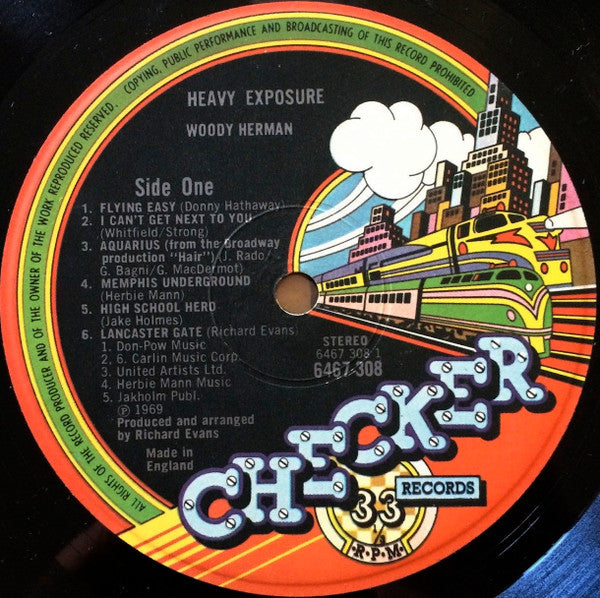 ALL RIGHTS OF THE RECORD PRODUCER AND OF THE OWNER OF THE WORK REPRODUCED RESERVED. COPYING, PUBLIC PERFORMANCE AND BROADCASTING OF THIS RECORD PROHIBITED
HEAVY EXPOSURE
WOODY HERMAN
Side One
1. FLYING EASY (Donny Hathaway)
2. I CAN'T GET NEXT TO YOU
(Whitfield/Strong)
3. AQUARIUS (from the Broadway
production "Hair") (J. Rado/
G. Bagni/G. MacDermot)
4. MEMPHIS UNDERGROUND
(Herbie Mann)
5. HIGH SCHOOL HERO
(Jake Holmes)
6. LANCASTER GATE (Richard Evans)
1. Don-Pow Music
2. 6. Carlin Music Corp.
3. United Artists Ltd.
4. Herbie Mann Music
5. Jakholm Publ.
℗ 1969
Produced and arranged
by Richard Evans
Made in
England
STEREO
6467 308 1
6467-308
CHECKER
RECORDS
33
1/3
R.P.M.